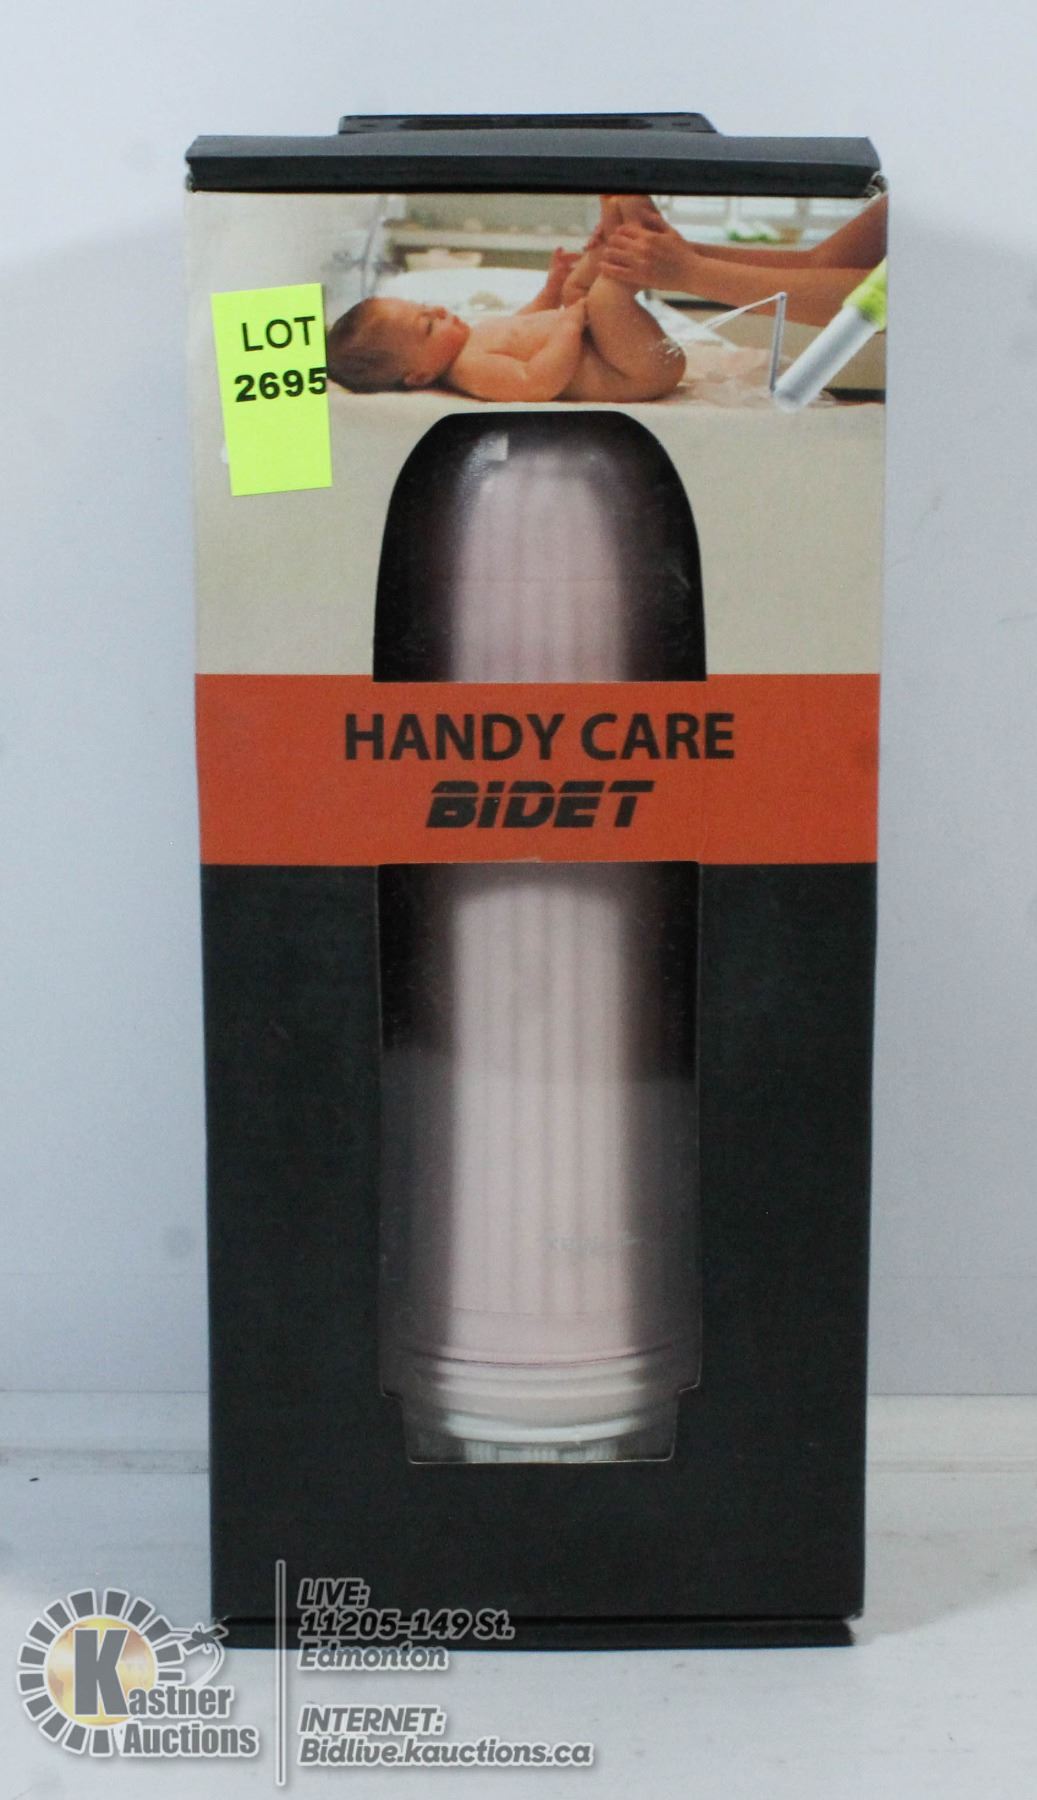 LOT
2695
HANDY CARE
BIDET
LIVE:
11205-149 St.
Edmonton
INTERNET:
Bidlive.kauctions.ca
Kastner
Auctions